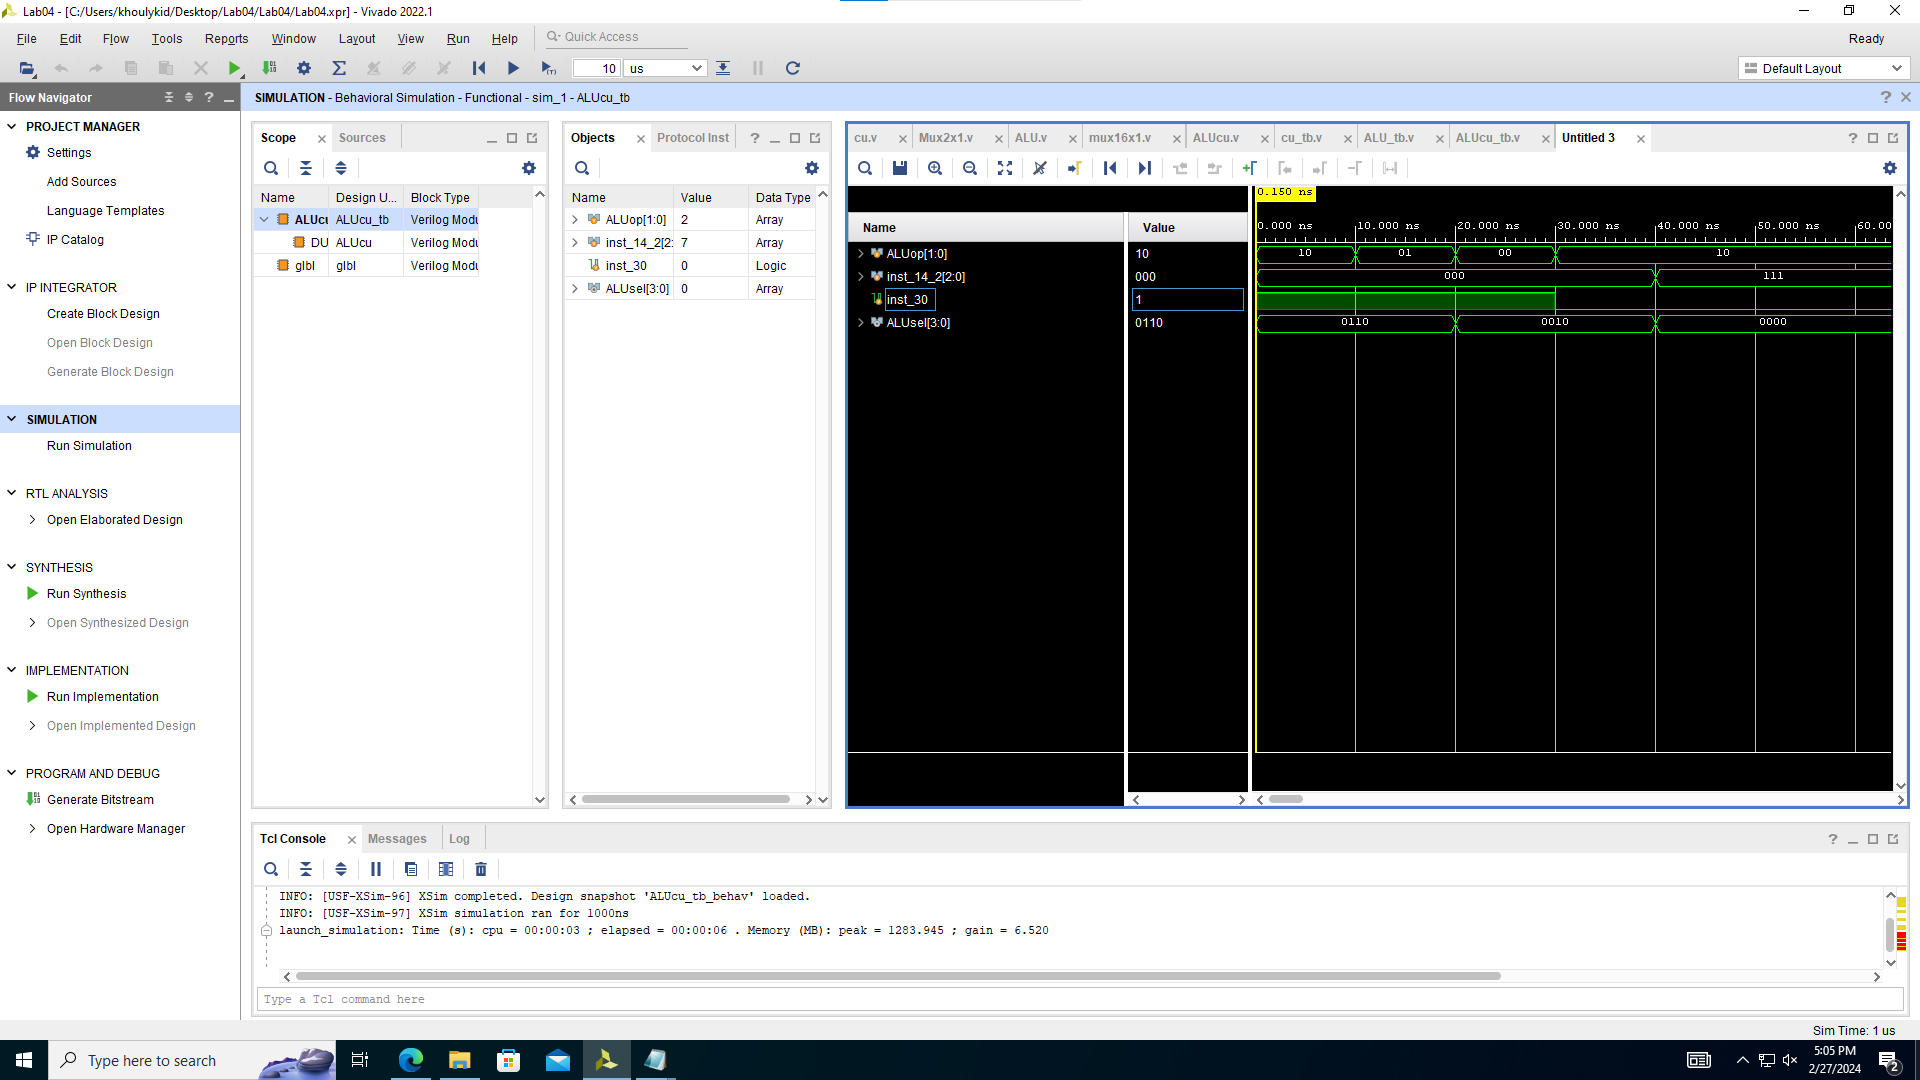 Lab04 - [C:/Users/khoulykid/Desktop/Lab04/Lab04/Lab04.xpr] - Vivado 2022.1
File Edit Flow Tools Reports Window Layout View Run Help Quick Access Ready
10 us Default Layout
Flow Navigator
PROJECT MANAGER
Settings
Add Sources
Language Templates
IP Catalog
IP INTEGRATOR
Create Block Design
Open Block Design
Generate Block Design
SIMULATION
Run Simulation
RTL ANALYSIS
Open Elaborated Design
SYNTHESIS
Run Synthesis
Open Synthesized Design
IMPLEMENTATION
Run Implementation
Open Implemented Design
PROGRAM AND DEBUG
Generate Bitstream
Open Hardware Manager
SIMULATION - Behavioral Simulation - Functional - sim_1 - ALUcu_tb
Scope Sources
Name Design U... Block Type
ALUcu ALUcu_tb Verilog Modu
DU ALUcu Verilog Modu
glbl glbl Verilog Modu
Objects Protocol Inst
Name Value Data Type
ALUop[1:0] 2 Array
inst_14_2[2: 7 Array
inst_30 0 Logic
ALUsel[3:0] 0 Array
cu.v Mux2x1.v ALU.v mux16x1.v ALUcu.v cu_tb.v ALU_tb.v ALUcu_tb.v Untitled 3
0.150 ns
Name Value 0.000 ns 10.000 ns 20.000 ns 30.000 ns 40.000 ns 50.000 ns 60.00
ALUop[1:0] 10 10 01 00 10
inst_14_2[2:0] 000 000 111
inst_30 1
ALUsel[3:0] 0110 0110 0010 0000
Tcl Console Messages Log
INFO: [USF-XSim-96] XSim completed. Design snapshot 'ALUcu_tb_behav' loaded.
INFO: [USF-XSim-97] XSim simulation ran for 1000ns
launch_simulation: Time (s): cpu = 00:00:03 ; elapsed = 00:00:06 . Memory (MB): peak = 1283.945 ; gain = 6.520
Type a Tcl command here
Sim Time: 1 us
Type here to search
5:05 PM
2/27/2024
2